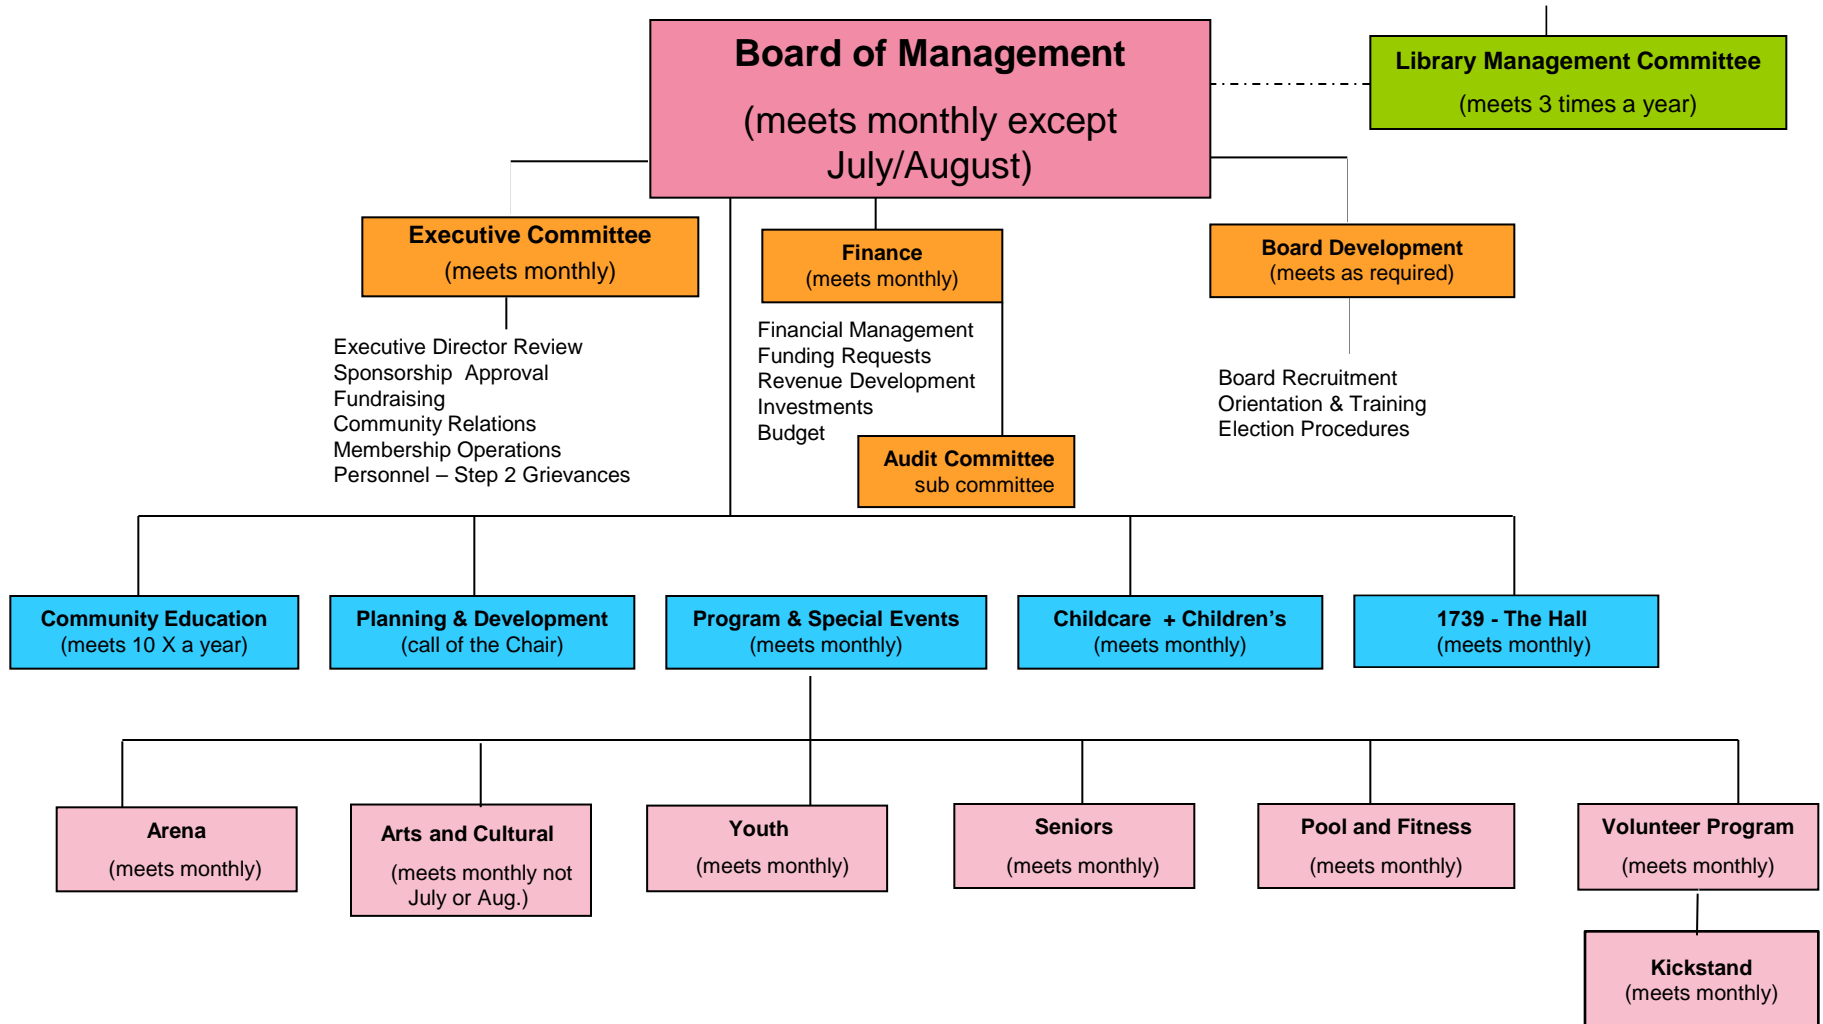 Board of Management
(meets monthly except
July/August)
Library Management Committee
(meets 3 times a year)
Executive Committee
(meets monthly)
Finance
(meets monthly)
Board Development
(meets as required)
Executive Director Review
Sponsorship  Approval
Fundraising
Community Relations
Membership Operations
Personnel – Step 2 Grievances
Financial Management
Funding Requests
Revenue Development
Investments
Budget
Board Recruitment
Orientation & Training
Election Procedures
Audit Committee
sub committee
Community Education
(meets 10 X a year)
Planning & Development
(call of the Chair)
Program & Special Events
(meets monthly)
Childcare  + Children's
(meets monthly)
1739 - The Hall
(meets monthly)
Arena
(meets monthly)
Arts and Cultural
(meets monthly not
July or Aug.)
Youth
(meets monthly)
Seniors
(meets monthly)
Pool and Fitness
(meets monthly)
Volunteer Program
(meets monthly)
Kickstand
(meets monthly)